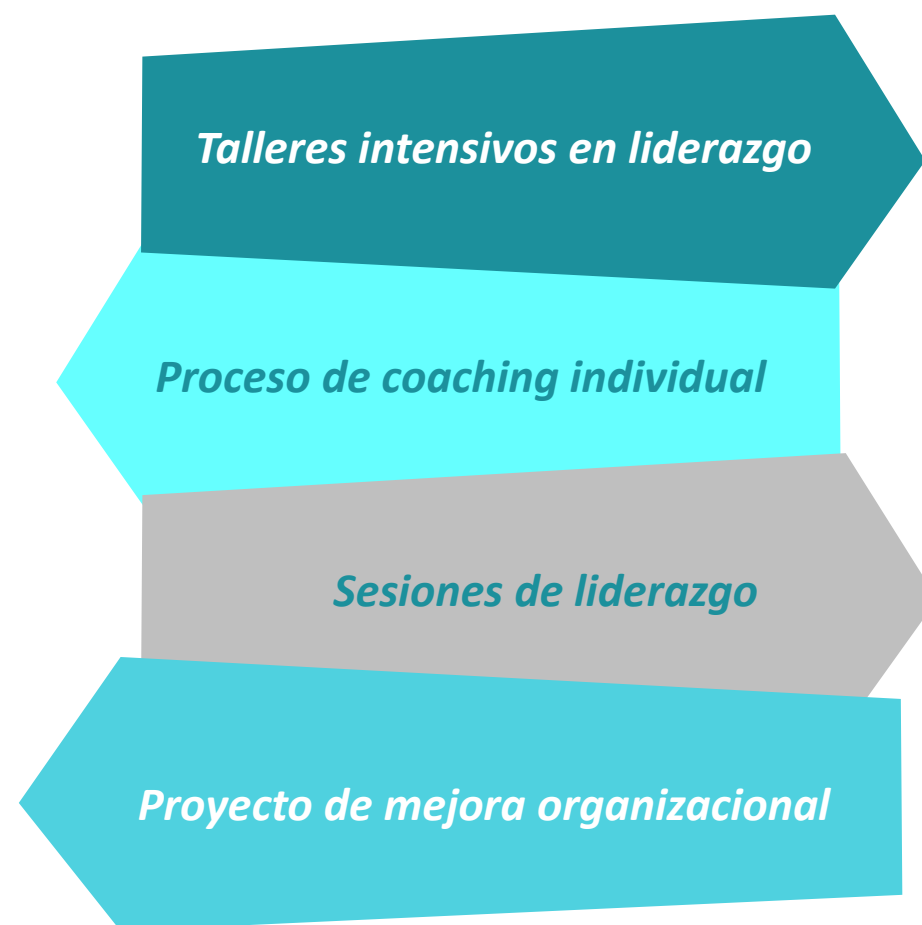 Talleres intensivos en liderazgo
Proceso de coaching individual
Sesiones de liderazgo
Proyecto de mejora organizacional